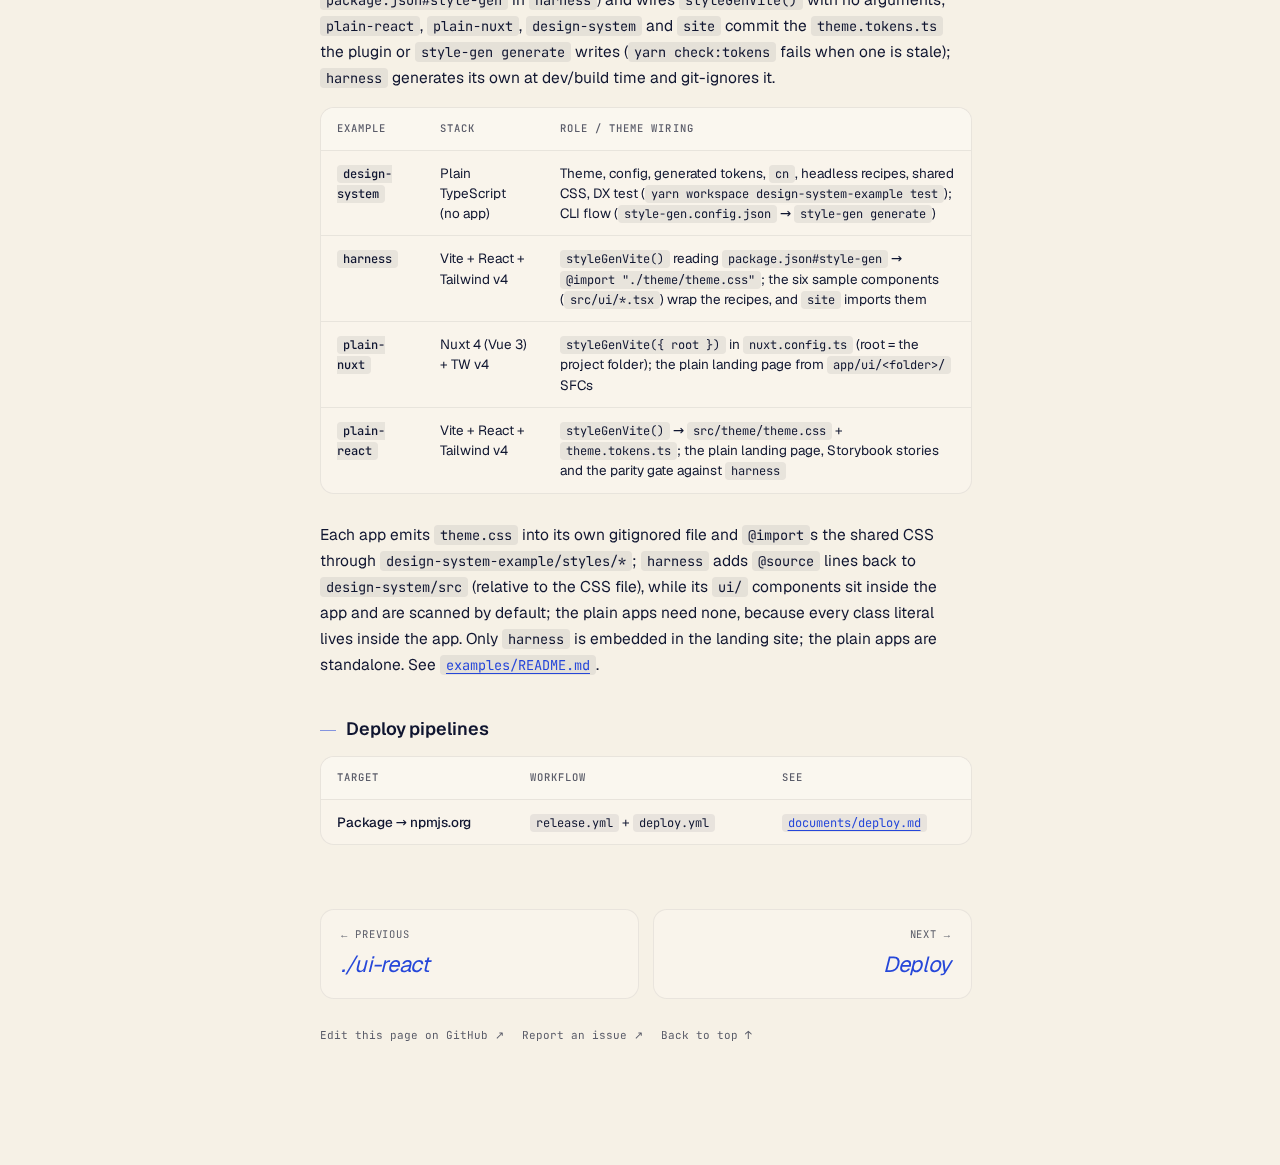 package.json#style-gen in harness) and wires styleGenVite() with no arguments;
plain-react, plain-nuxt, design-system and site commit the theme.tokens.ts
the plugin or style-gen generate writes (yarn check:tokens fails when one is stale);
harness generates its own at dev/build time and git-ignores it.
EXAMPLE STACK ROLE / THEME WIRING
design- Plain Theme, config, generated tokens, cn, headless recipes, shared
system TypeScript CSS, DX test (yarn workspace design-system-example test);
(no app) CLI flow (style-gen.config.json → style-gen generate)
harness Vite + React + styleGenVite() reading package.json#style-gen →
Tailwind v4 @import "./theme/theme.css"; the six sample components
(src/ui/*.tsx) wrap the recipes, and site imports them
plain- Nuxt 4 (Vue 3) styleGenVite({ root }) in nuxt.config.ts (root = the
nuxt + TW v4 project folder); the plain landing page from app/ui/<folder>/
SFCs
plain- Vite + React + styleGenVite() → src/theme/theme.css +
react Tailwind v4 theme.tokens.ts; the plain landing page, Storybook stories
and the parity gate against harness
Each app emits theme.css into its own gitignored file and @imports the shared CSS
through design-system-example/styles/*; harness adds @source lines back to
design-system/src (relative to the CSS file), while its ui/ components sit inside the
app and are scanned by default; the plain apps need none, because every class literal
lives inside the app. Only harness is embedded in the landing site; the plain apps are
standalone. See examples/README.md.
— Deploy pipelines
TARGET WORKFLOW SEE
Package → npmjs.org release.yml + deploy.yml documents/deploy.md
← PREVIOUS NEXT →
./ui-react Deploy
Edit this page on GitHub ↗ Report an issue ↗ Back to top ↑